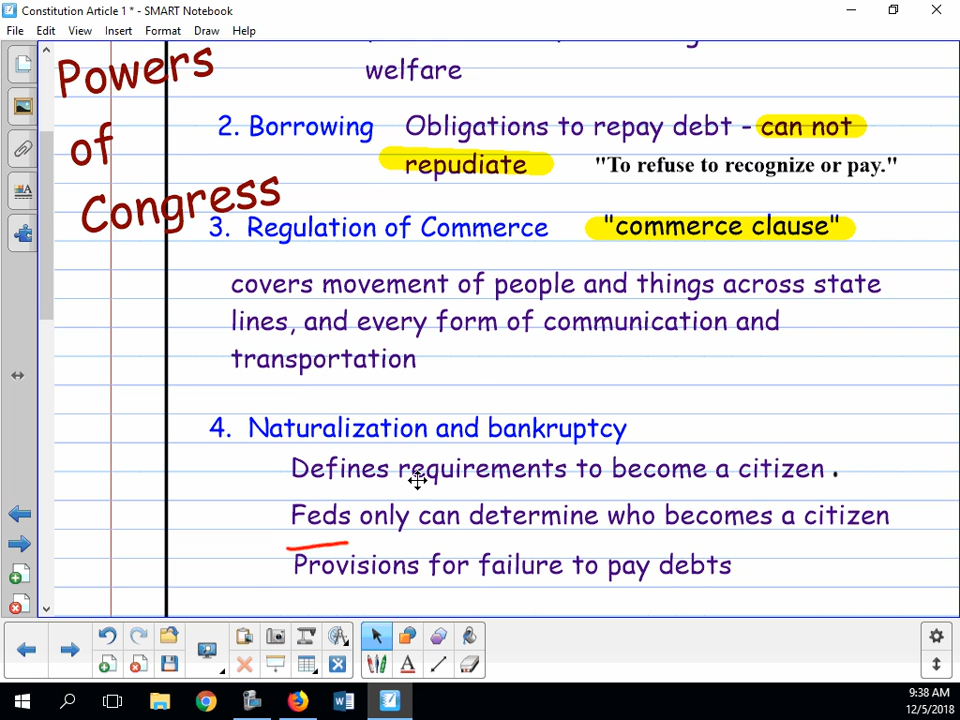 Constitution Article 1 * - SMART Notebook
File Edit View Insert Format Draw Help
welfare
Powers
of
Congress
2. Borrowing Obligations to repay debt - can not
repudiate "To refuse to recognize or pay."
3. Regulation of Commerce "commerce clause"
covers movement of people and things across state
lines, and every form of communication and
transportation
4. Naturalization and bankruptcy
Defines requirements to become a citizen .
Feds only can determine who becomes a citizen
Provisions for failure to pay debts
9:38 AM
12/5/2018